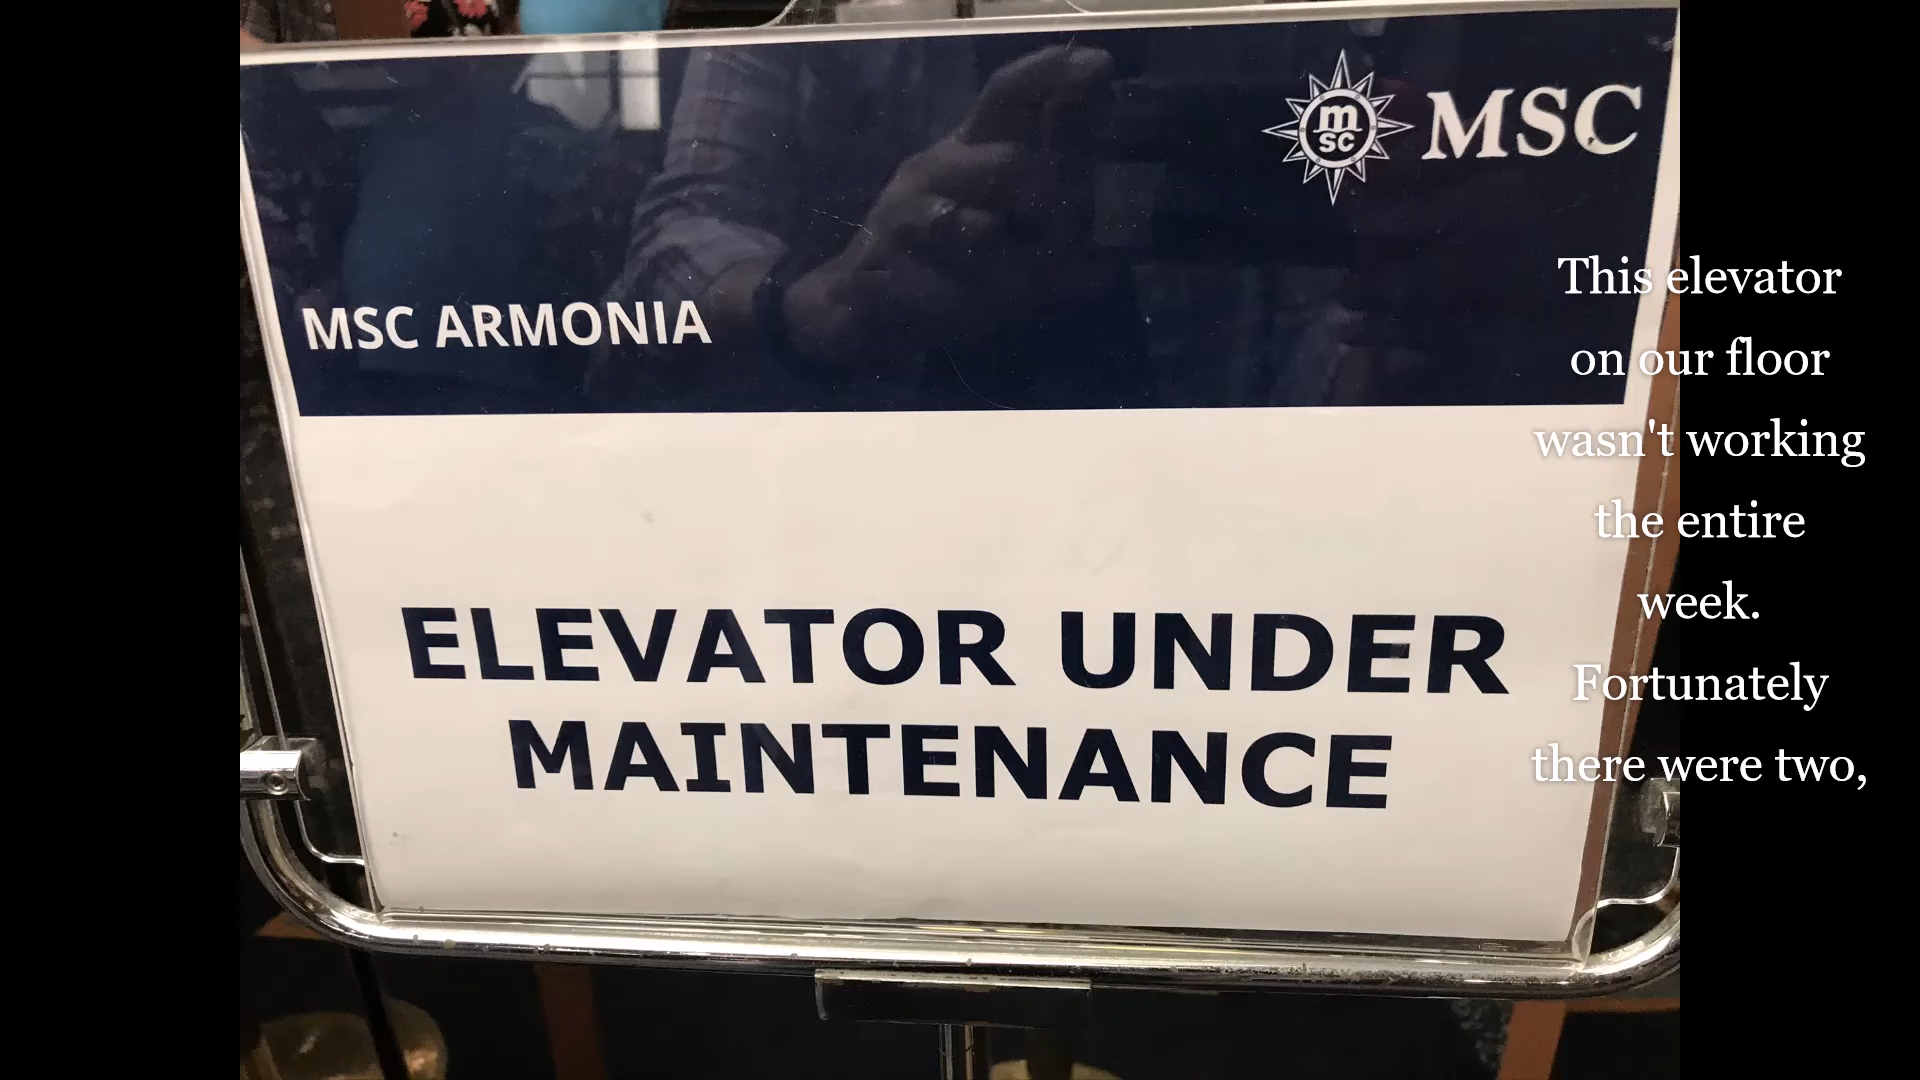 m
sc
MSC
MSC ARMONIA
ELEVATOR UNDER
MAINTENANCE
This elevator
on our floor
wasn't working
the entire
week.
Fortunately
there were two,